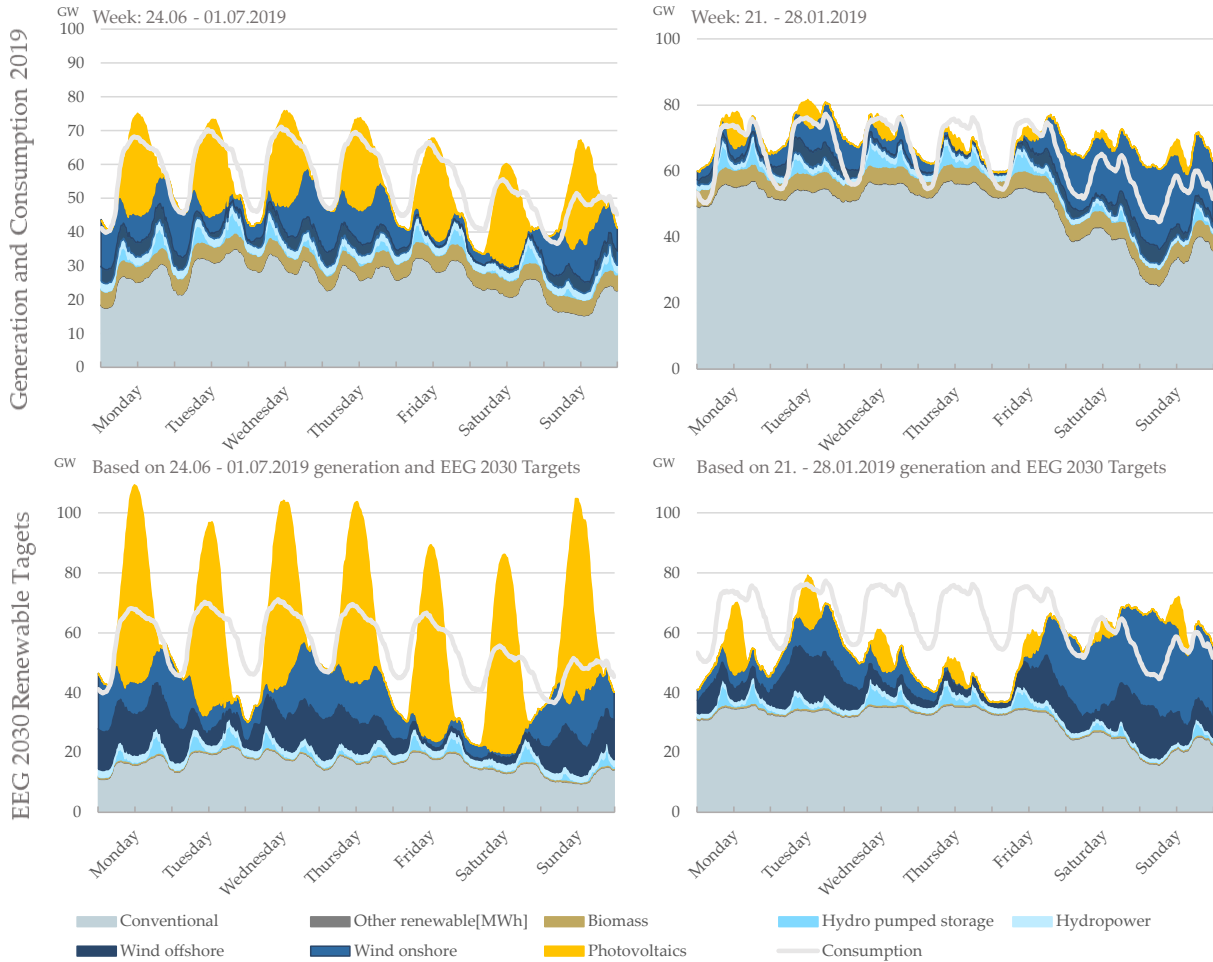 Generation and Consumption 2019
GW
Week: 24.06 - 01.07.2019
100
90
80
70
60
50
40
30
20
10
0
Monday
Tuesday
Wednesday
Thursday
Friday
Saturday
Sunday
GW
Week: 21. - 28.01.2019
100
80
60
40
20
0
Monday
Tuesday
Wednesday
Thursday
Friday
Saturday
Sunday
EEG 2030 Renewable Tagets
GW
Based on 24.06 - 01.07.2019 generation and EEG 2030 Targets
100
80
60
40
20
0
Monday
Tuesday
Wednesday
Thursday
Friday
Saturday
Sunday
GW
Based on 21. - 28.01.2019 generation and EEG 2030 Targets
100
80
60
40
20
0
Monday
Tuesday
Wednesday
Thursday
Friday
Saturday
Sunday
Conventional
Other renewable[MWh]
Biomass
Hydro pumped storage
Hydropower
Wind offshore
Wind onshore
Photovoltaics
Consumption